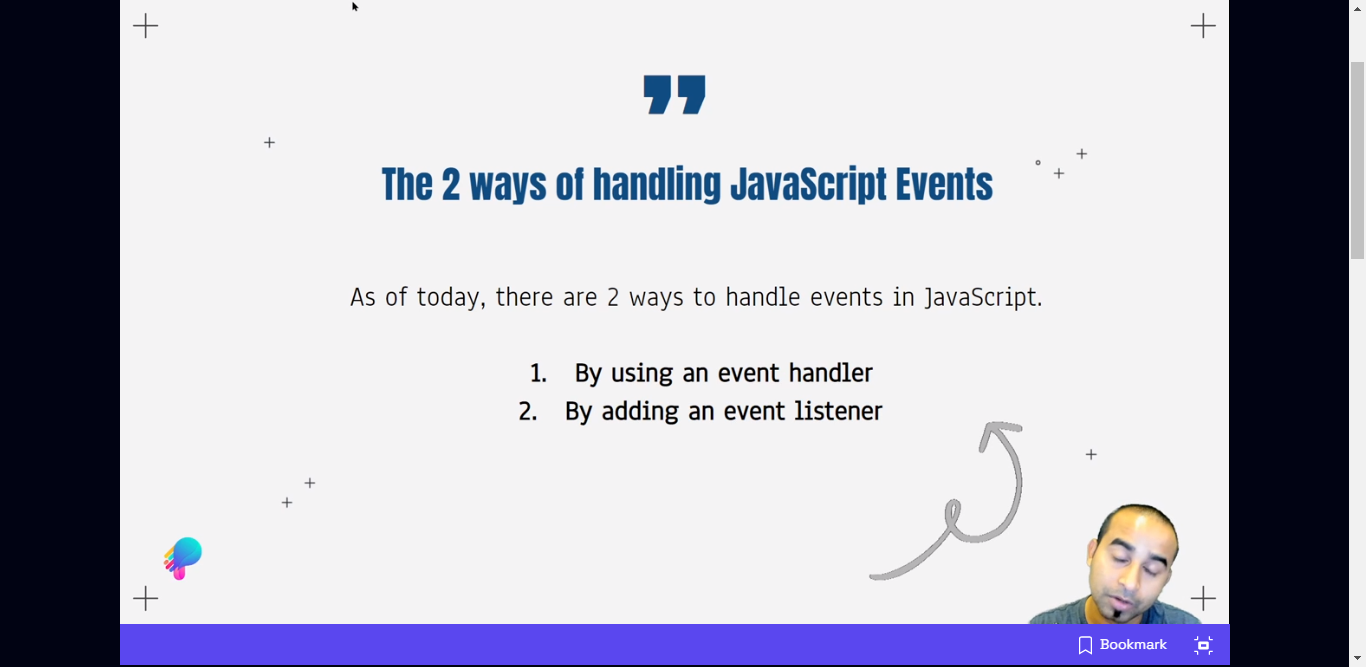 ”
The 2 ways of handling JavaScript Events
As of today, there are 2 ways to handle events in JavaScript.
1. By using an event handler
2. By adding an event listener
Bookmark